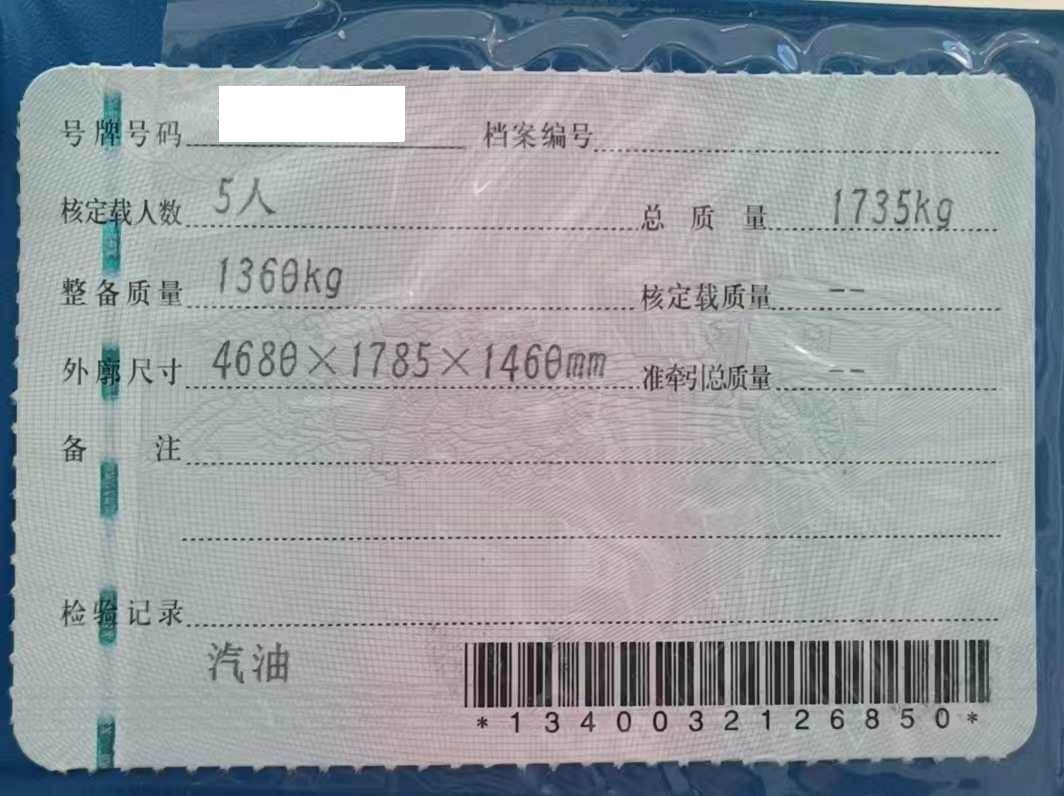 号牌号码 档案编号
核定载人数 5人 总质量 1735kg
整备质量 1360kg 核定载质量 --
外廓尺寸 4680×1785×1460mm 准牵引总质量 --
备注
检验记录
汽油
*1340032126850*